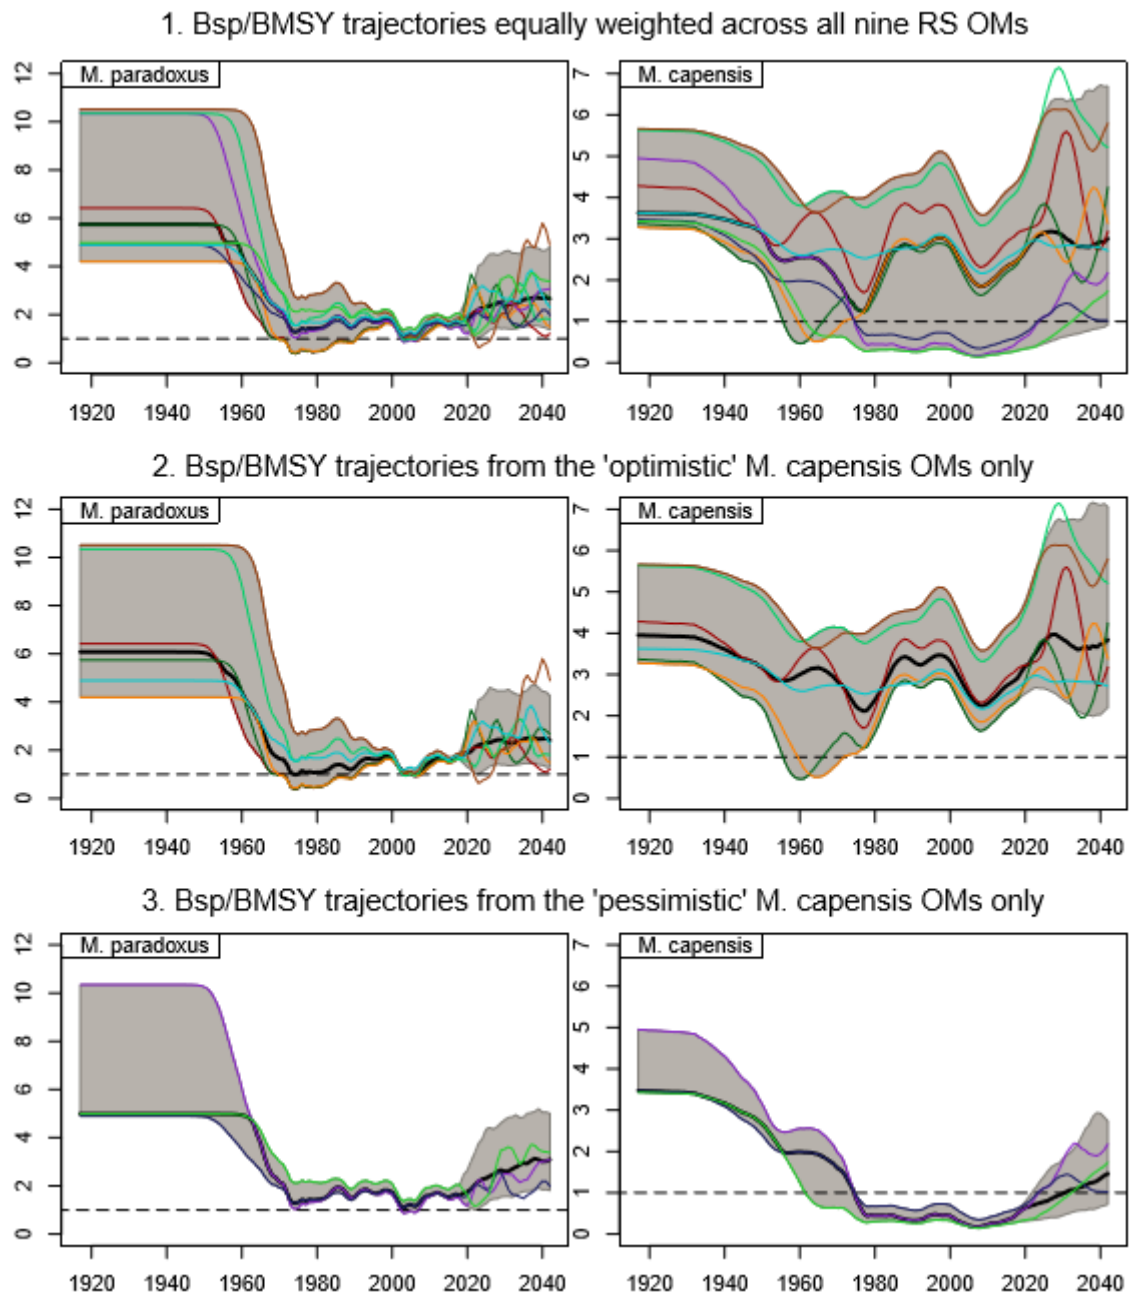 1. Bsp/BMSY trajectories equally weighted across all nine RS OMs
M. paradoxus
M. capensis
0 2 4 6 8 10 12
0 1 2 3 4 5 6 7
1920 1940 1960 1980 2000 2020 2040
1920 1940 1960 1980 2000 2020 2040
2. Bsp/BMSY trajectories from the 'optimistic' M. capensis OMs only
M. paradoxus
M. capensis
0 2 4 6 8 10 12
0 1 2 3 4 5 6 7
1920 1940 1960 1980 2000 2020 2040
1920 1940 1960 1980 2000 2020 2040
3. Bsp/BMSY trajectories from the 'pessimistic' M. capensis OMs only
M. paradoxus
M. capensis
0 2 4 6 8 10 12
0 1 2 3 4 5 6 7
1920 1940 1960 1980 2000 2020 2040
1920 1940 1960 1980 2000 2020 2040